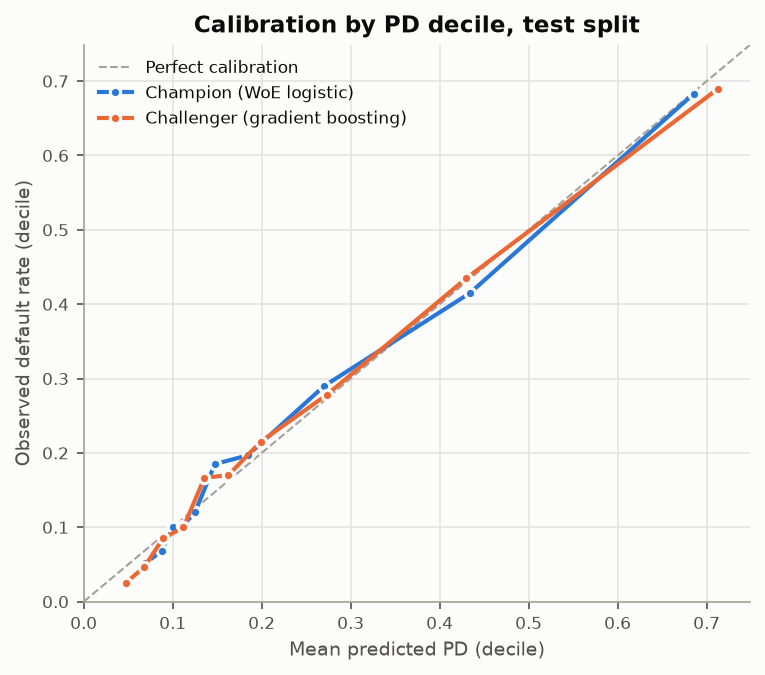 Calibration by PD decile, test split
Perfect calibration
Champion (WoE logistic)
Challenger (gradient boosting)
Observed default rate (decile)
0.7
0.6
0.5
0.4
0.3
0.2
0.1
0.0
0.0 0.1 0.2 0.3 0.4 0.5 0.6 0.7
Mean predicted PD (decile)